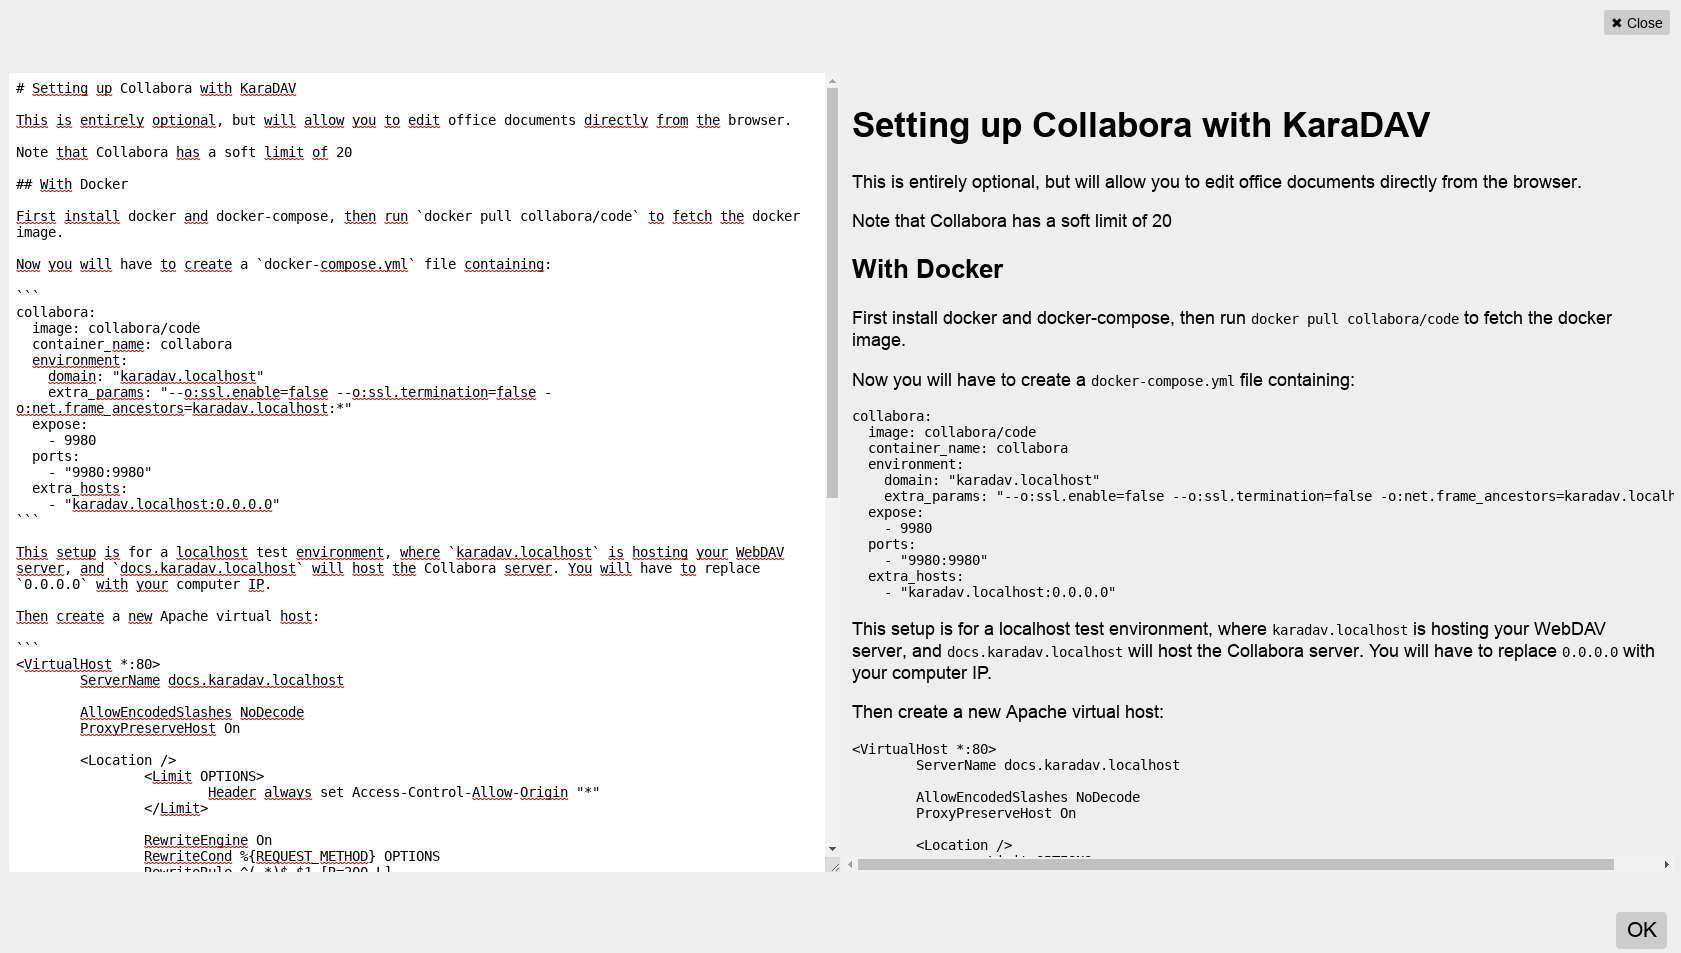 ✖ Close
# Setting up Collabora with KaraDAV
This is entirely optional, but will allow you to edit office documents directly from the browser.
Note that Collabora has a soft limit of 20
## With Docker
First install docker and docker-compose, then run `docker pull collabora/code` to fetch the docker
image.
Now you will have to create a `docker-compose.yml` file containing:
```
collabora:
  image: collabora/code
  container_name: collabora
  environment:
    domain: "karadav.localhost"
    extra_params: "--o:ssl.enable=false --o:ssl.termination=false -
o:net.frame_ancestors=karadav.localhost:*"
  expose:
    - 9980
  ports:
    - "9980:9980"
  extra_hosts:
    - "karadav.localhost:0.0.0.0"
```
This setup is for a localhost test environment, where `karadav.localhost` is hosting your WebDAV
server, and `docs.karadav.localhost` will host the Collabora server. You will have to replace
`0.0.0.0` with your computer IP.
Then create a new Apache virtual host:
```
<VirtualHost *:80>
        ServerName docs.karadav.localhost
        AllowEncodedSlashes NoDecode
        ProxyPreserveHost On
        <Location />
                <Limit OPTIONS>
                        Header always set Access-Control-Allow-Origin "*"
                </Limit>
                RewriteEngine On
                RewriteCond %{REQUEST_METHOD} OPTIONS
Setting up Collabora with KaraDAV
This is entirely optional, but will allow you to edit office documents directly from the browser.
Note that Collabora has a soft limit of 20
With Docker
First install docker and docker-compose, then run docker pull collabora/code to fetch the docker
image.
Now you will have to create a docker-compose.yml file containing:
collabora:
  image: collabora/code
  container_name: collabora
  environment:
    domain: "karadav.localhost"
    extra_params: "--o:ssl.enable=false --o:ssl.termination=false -o:net.frame_ancestors=karadav.localh
  expose:
    - 9980
  ports:
    - "9980:9980"
  extra_hosts:
    - "karadav.localhost:0.0.0.0"
This setup is for a localhost test environment, where karadav.localhost is hosting your WebDAV
server, and docs.karadav.localhost will host the Collabora server. You will have to replace 0.0.0.0 with
your computer IP.
Then create a new Apache virtual host:
<VirtualHost *:80>
        ServerName docs.karadav.localhost
        AllowEncodedSlashes NoDecode
        ProxyPreserveHost On
        <Location />
OK